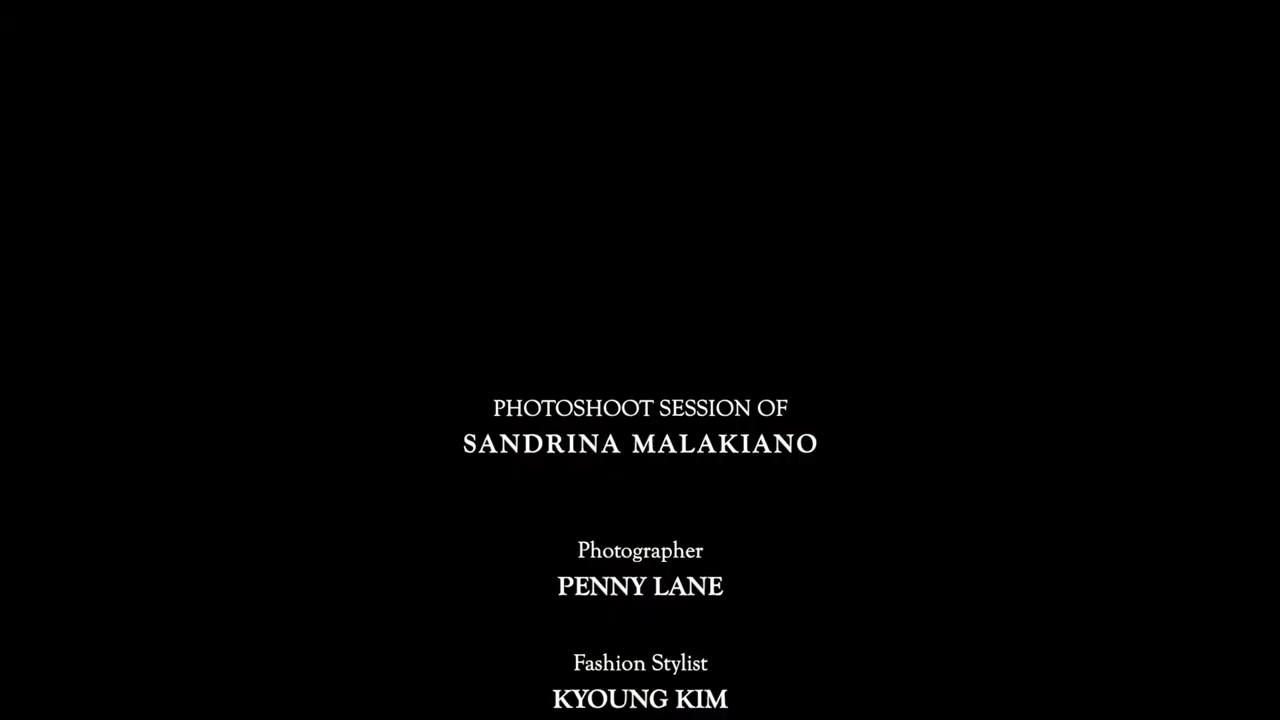 PHOTOSHOOT SESSION OF
SANDRINA MALAKIANO
Photographer
PENNY LANE
Fashion Stylist
KYOUNG KIM